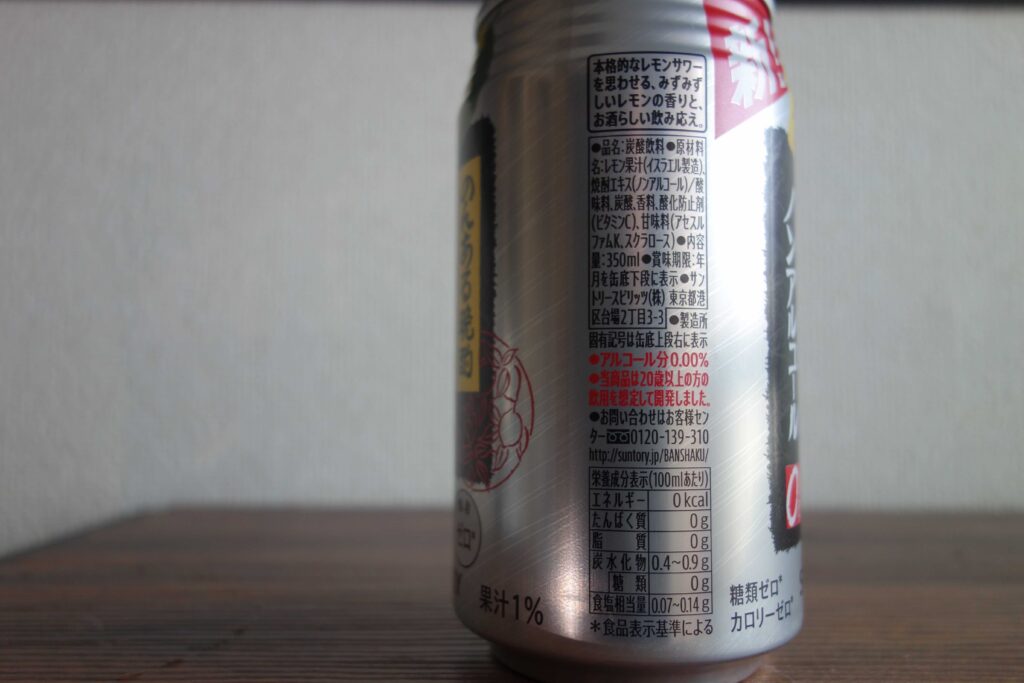 本格的なレモンサワー
を思わせる、みずみず
しいレモンの香りと、
お酒らしい飲み応え。
●品名:炭酸飲料●原材料
名:レモン果汁(イスラエル製造)、
焼酎エキス(ノンアルコール)/酸
味料、炭酸、香料、酸化防止剤
(ビタミンC)、甘味料(アセスル
ファムK、スクラロース)●内容
量:350ml●賞味期限:年
月を缶底下段に表示●サン
トリースピリッツ(株) 東京都港
区台場2丁目3-3 ●製造所
固有記号は缶底上段右に表示
●アルコール分0.00%
●当商品は20歳以上の方の
飲用を想定して開発しました。
●お問い合わせはお客様セン
ター 0120-139-310
http://suntory.jp/BANSHAKU/
栄養成分表示(100mlあたり)
エネルギー 0kcal
たんぱく質 0g
脂質 0g
炭水化物 0.4~0.9g
糖類 0g
食塩相当量 0.07~0.14g
*食品表示基準による
果汁1%
のんある晩酌
新
ノンアルコール
糖類ゼロ*
カロリーゼロ*